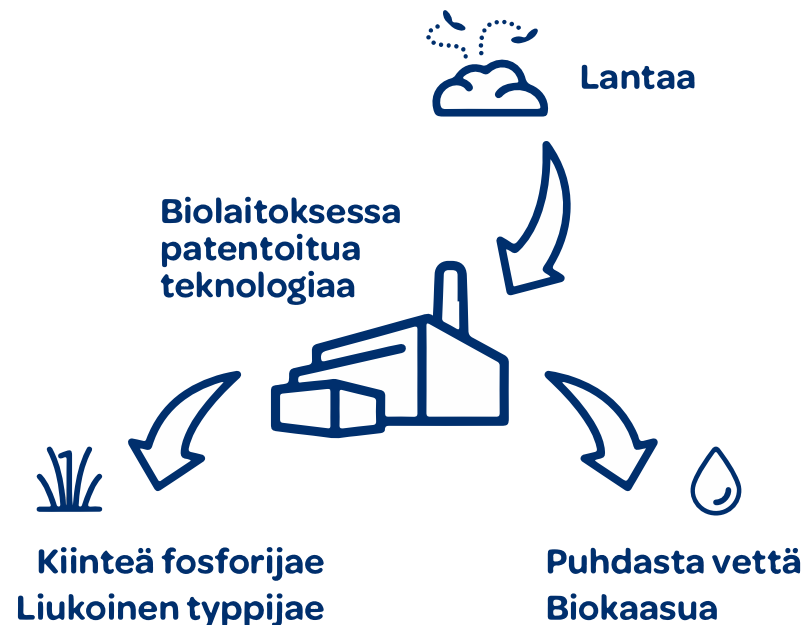 Lantaa
Biolaitoksessa
patentoitua
teknologiaa
Kiinteä fosforijae
Liukoinen typpijae
Puhdasta vettä
Biokaasua